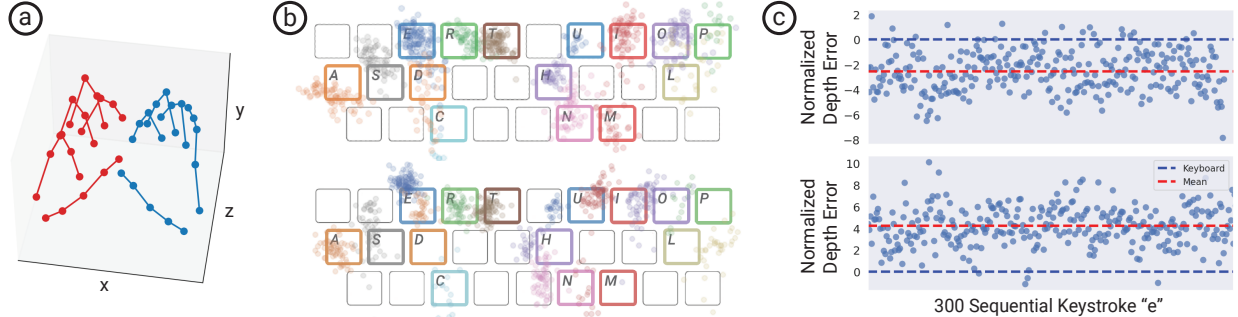 a
y
z
x
b
E R T U I O P
A S D H L
C N M
E R T U I O P
A S D H L
C N M
c
Normalized
Depth Error
2
0
−2
−4
−6
−8
Normalized
Depth Error
10
8
6
4
2
0
Keyboard
Mean
300 Sequential Keystroke “e”